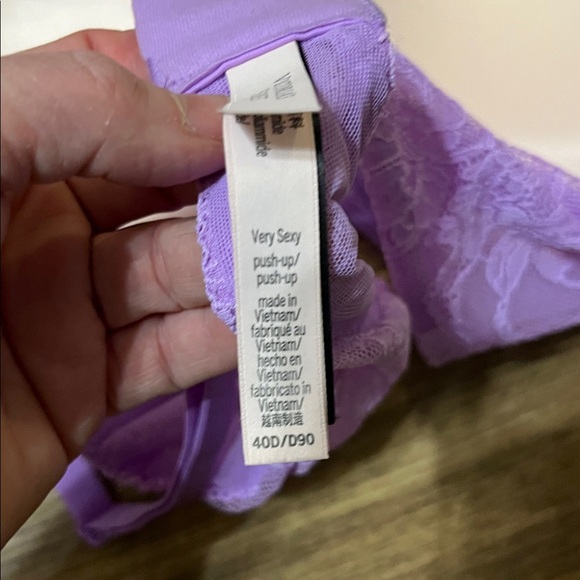 Very Sexy
push-up/
push-up
made in
Vietnam/
fabriqué au
Vietnam/
hecho en
Vietnam/
fabbricato in
Vietnam/
越南制造
40D/D90